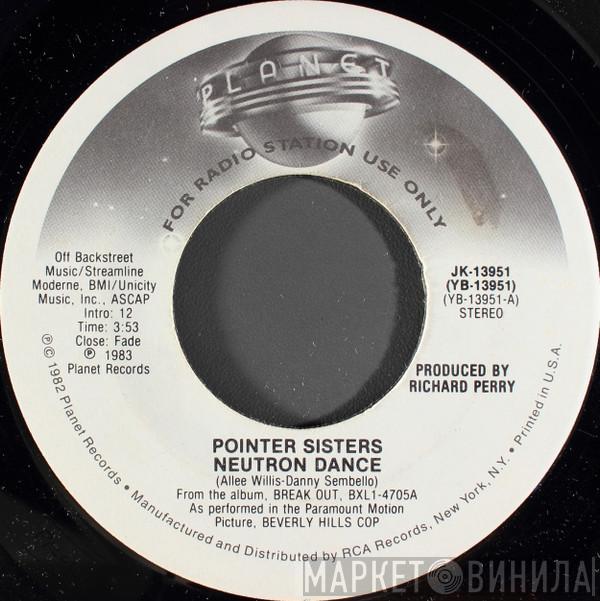 PLANET
FOR RADIO STATION USE ONLY
Off Backstreet
Music/Streamline
Moderne, BMI/Unicity
Music, Inc., ASCAP
Intro: 12
Time: 3:53
Close: Fade
℗ 1983
Planet Records
JK-13951
(YB-13951)
(YB-13951-A)
STEREO
PRODUCED BY
RICHARD PERRY
POINTER SISTERS
NEUTRON DANCE
(Allee Willis-Danny Sembello)
From the album, BREAK OUT, BXL1-4705A
As performed in the Paramount Motion
Picture, BEVERLY HILLS COP
℗ © 1982 Planet Records • Manufactured and Distributed by RCA Records, New York, N.Y. • Printed in U.S.A.
МАРКЕТ ВИНИЛА